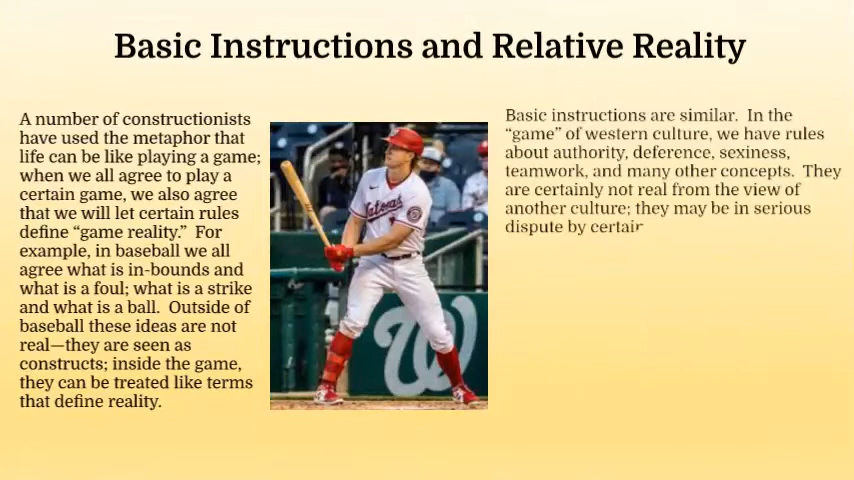 Basic Instructions and Relative Reality
A number of constructionists
have used the metaphor that
life can be like playing a game;
when we all agree to play a
certain game, we also agree
that we will let certain rules
define “game reality.”  For
example, in baseball we all
agree what is in-bounds and
what is a foul; what is a strike
and what is a ball.  Outside of
baseball these ideas are not
real—they are seen as
constructs; inside the game,
they can be treated like terms
that define reality.
Nationals
W
Basic instructions are similar.  In the
“game” of western culture, we have rules
about authority, deference, sexiness,
teamwork, and many other concepts.  They
are certainly not real from the view of
another culture; they may be in serious
dispute by certair